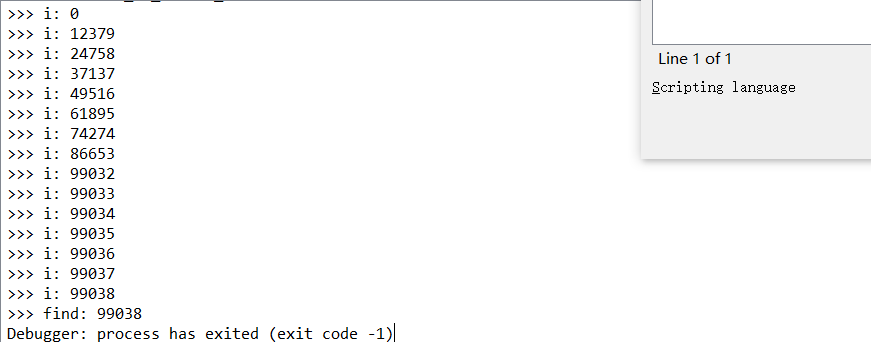 >>> i: 0
>>> i: 12379
>>> i: 24758
>>> i: 37137
>>> i: 49516
>>> i: 61895
>>> i: 74274
>>> i: 86653
>>> i: 99032
>>> i: 99033
>>> i: 99034
>>> i: 99035
>>> i: 99036
>>> i: 99037
>>> i: 99038
>>> find: 99038
Debugger: process has exited (exit code -1)
Line 1 of 1
Scripting language